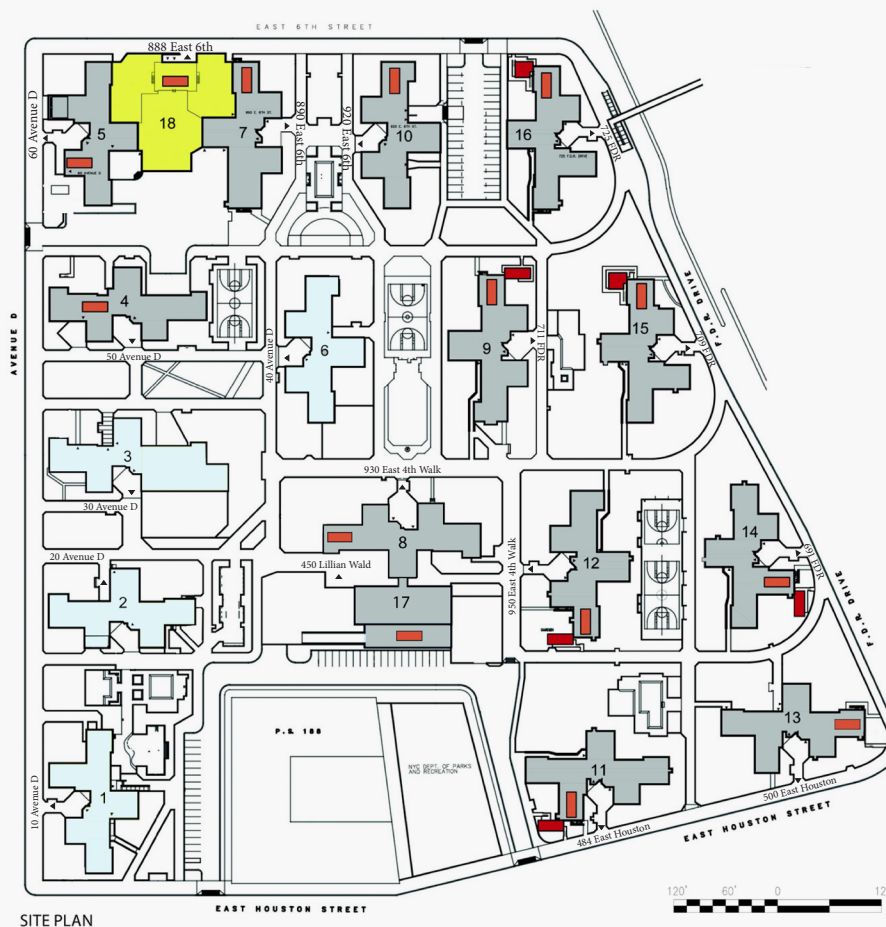 EAST 6TH STREET
888 East 6th
60 Avenue D
5
18
7
890 East 6th
920 East 6th
10
16
725 FDR
4
50 Avenue D
AVENUE D
40 Avenue D
6
9
711 FDR
15
709 FDR
F.D.R. DRIVE
3
30 Avenue D
930 East 4th Walk
8
20 Avenue D
2
450 Lillian Wald
17
950 East 4th Walk
12
14
691 FDR
F.D.R. DRIVE
P.S. 188
NYC DEPT. OF PARKS
AND RECREATION
10 Avenue D
1
11
13
484 East Houston
500 East Houston
EAST HOUSTON STREET
EAST HOUSTON STREET
120'
60'
0
12
SITE PLAN